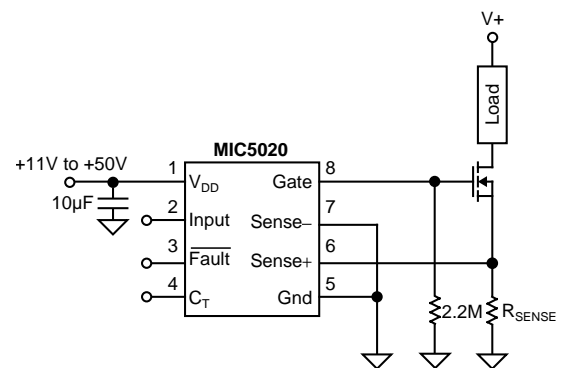 V+
Load
MIC5020
+11V to +50V
10µF
1 V_DD Gate 8
2 Input Sense− 7
3 Fault Sense+ 6
4 C_T Gnd 5
2.2M
R_SENSE